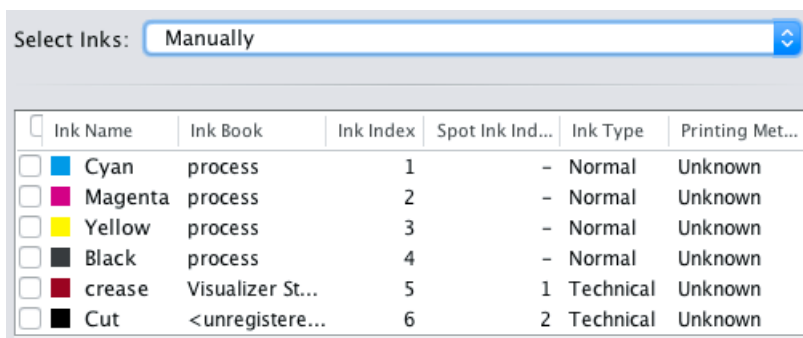 Select Inks: Manually
Ink Name Ink Book Ink Index Spot Ink Ind... Ink Type Printing Met...
Cyan process 1 – Normal Unknown
Magenta process 2 – Normal Unknown
Yellow process 3 – Normal Unknown
Black process 4 – Normal Unknown
crease Visualizer St... 5 1 Technical Unknown
Cut <unregistere... 6 2 Technical Unknown